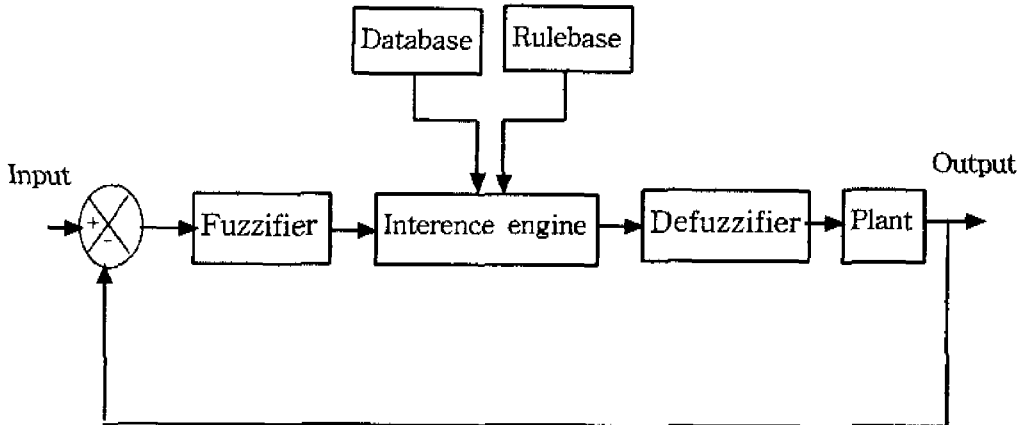 Database
Rulebase
Input
Output
+
−
Fuzzifier
Interence engine
Defuzzifier
Plant